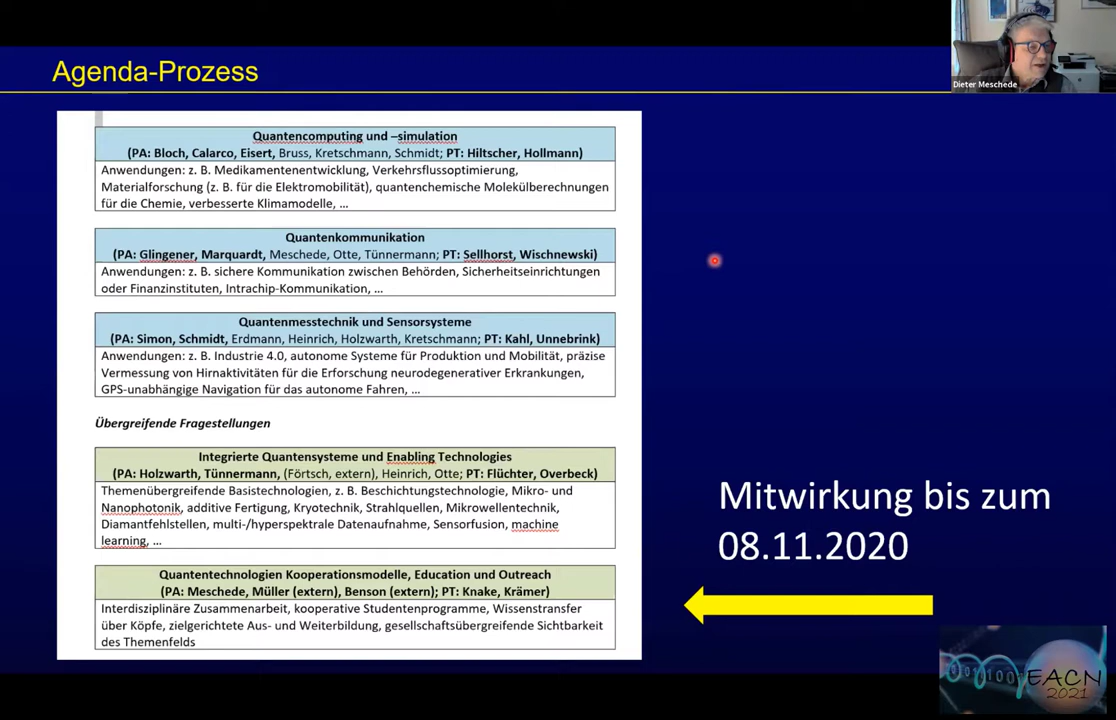 Dieter Meschede
Agenda-Prozess
Quantencomputing und –simulation
(PA: Bloch, Calarco, Eisert, Bruss, Kretschmann, Schmidt; PT: Hiltscher, Hollmann)
Anwendungen: z. B. Medikamentenentwicklung, Verkehrsflussoptimierung,
Materialforschung (z. B. für die Elektromobilität), quantenchemische Molekülberechnungen
für die Chemie, verbesserte Klimamodelle, …
Quantenkommunikation
(PA: Glingener, Marquardt, Meschede, Otte, Tünnermann; PT: Sellhorst, Wischnewski)
Anwendungen: z. B. sichere Kommunikation zwischen Behörden, Sicherheitseinrichtungen
oder Finanzinstituten, Intrachip-Kommunikation, …
Quantenmesstechnik und Sensorsysteme
(PA: Simon, Schmidt, Erdmann, Heinrich, Holzwarth, Kretschmann; PT: Kahl, Unnebrink)
Anwendungen: z. B. Industrie 4.0, autonome Systeme für Produktion und Mobilität, präzise
Vermessung von Hirnaktivitäten für die Erforschung neurodegenerativer Erkrankungen,
GPS-unabhängige Navigation für das autonome Fahren, …
Übergreifende Fragestellungen
Integrierte Quantensysteme und Enabling Technologies
(PA: Holzwarth, Tünnermann, (Förtsch, extern), Heinrich, Otte; PT: Flüchter, Overbeck)
Themenübergreifende Basistechnologien, z. B. Beschichtungstechnologie, Mikro- und
Nanophotonik, additive Fertigung, Kryotechnik, Strahlquellen, Mikrowellentechnik,
Diamantfehlstellen, multi-/hyperspektrale Datenaufnahme, Sensorfusion, machine
learning, …
Quantentechnologien Kooperationsmodelle, Education und Outreach
(PA: Meschede, Müller (extern), Benson (extern); PT: Knake, Krämer)
Interdisziplinäre Zusammenarbeit, kooperative Studentenprogramme, Wissenstransfer
über Köpfe, zielgerichtete Aus- und Weiterbildung, gesellschaftsübergreifende Sichtbarkeit
des Themenfelds
Mitwirkung bis zum
08.11.2020
EACN
2021